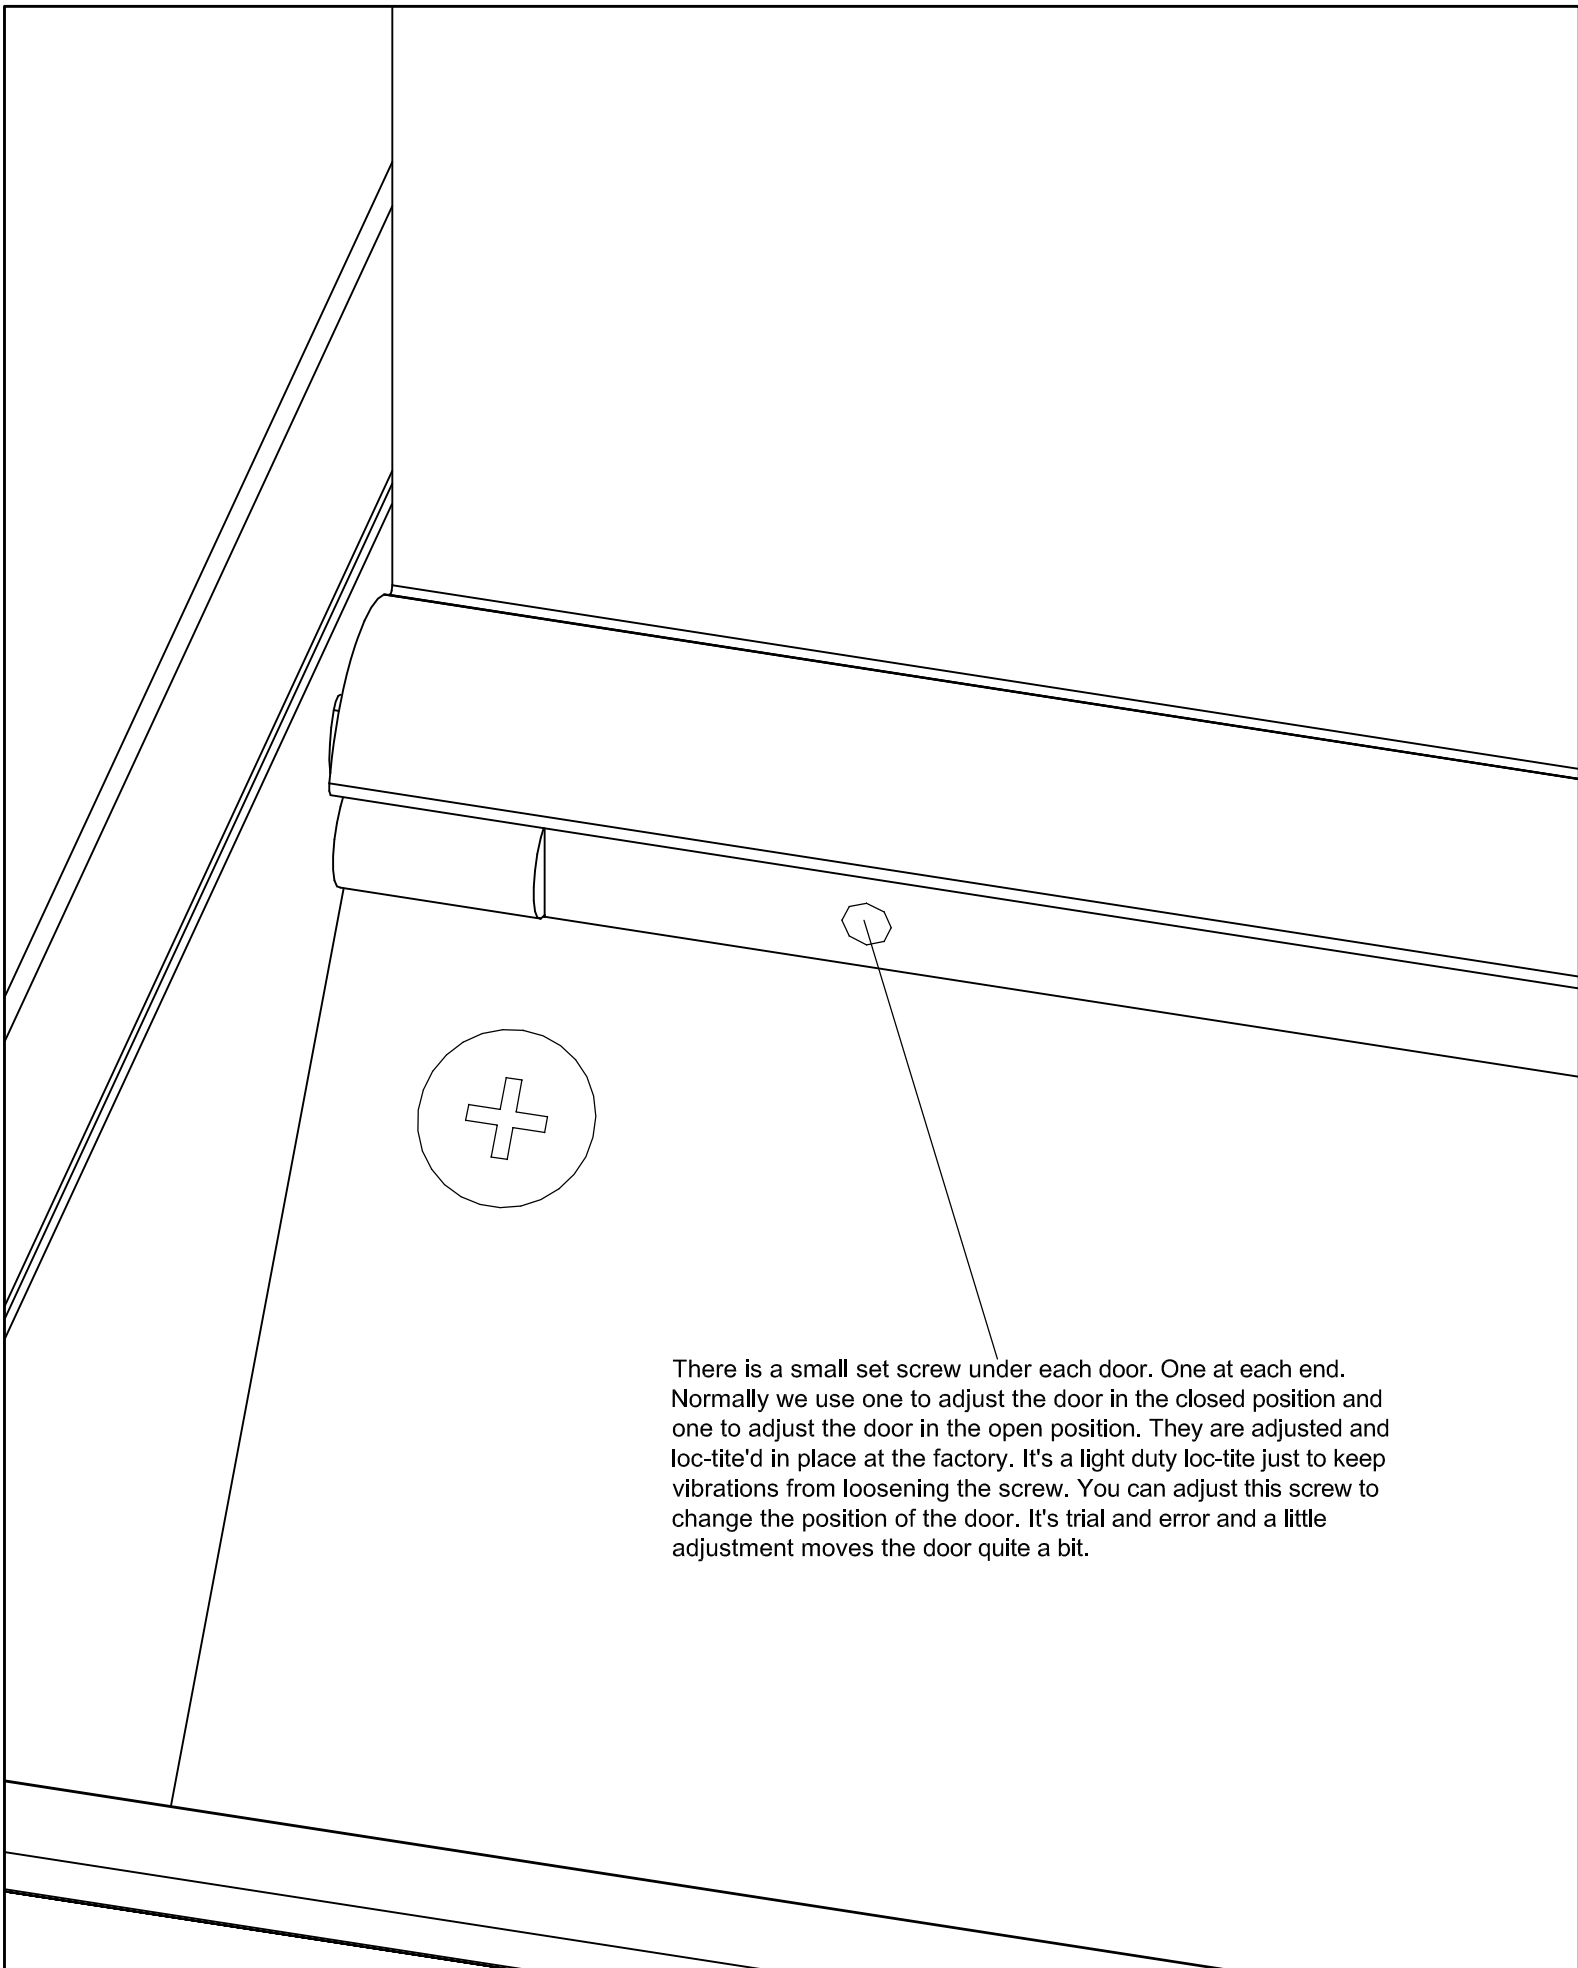 There is a small set screw under each door. One at each end.
Normally we use one to adjust the door in the closed position and
one to adjust the door in the open position. They are adjusted and
loc-tite'd in place at the factory. It's a light duty loc-tite just to keep
vibrations from loosening the screw. You can adjust this screw to
change the position of the door. It's trial and error and a little
adjustment moves the door quite a bit.